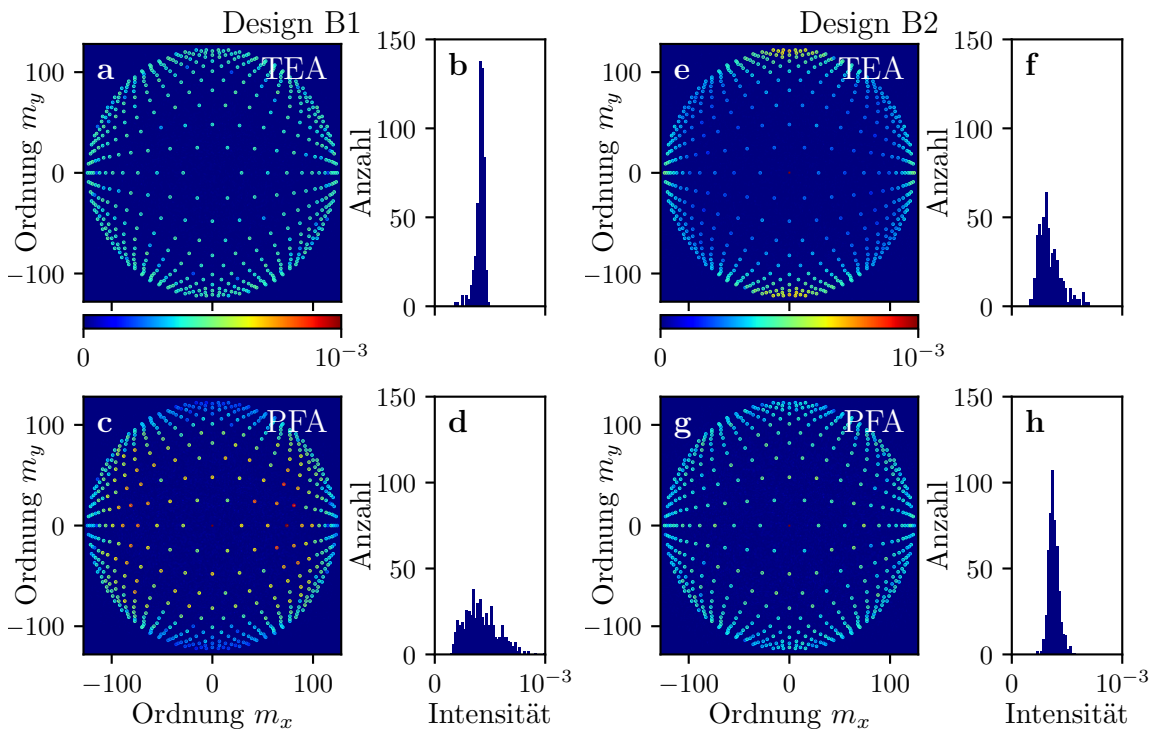 Design B1
Design B2
a TEA
b
e TEA
f
Ordnung m_y
100
0
−100
Anzahl
150
100
50
0
Ordnung m_y
100
0
−100
Anzahl
150
100
50
0
0 10⁻³
0 10⁻³
c PFA
d
g PFA
h
Ordnung m_y
100
0
−100
Anzahl
150
100
50
0
Ordnung m_y
100
0
−100
Anzahl
150
100
50
0
−100 0 100
0 10⁻³
−100 0 100
0 10⁻³
Ordnung m_x
Intensität
Ordnung m_x
Intensität